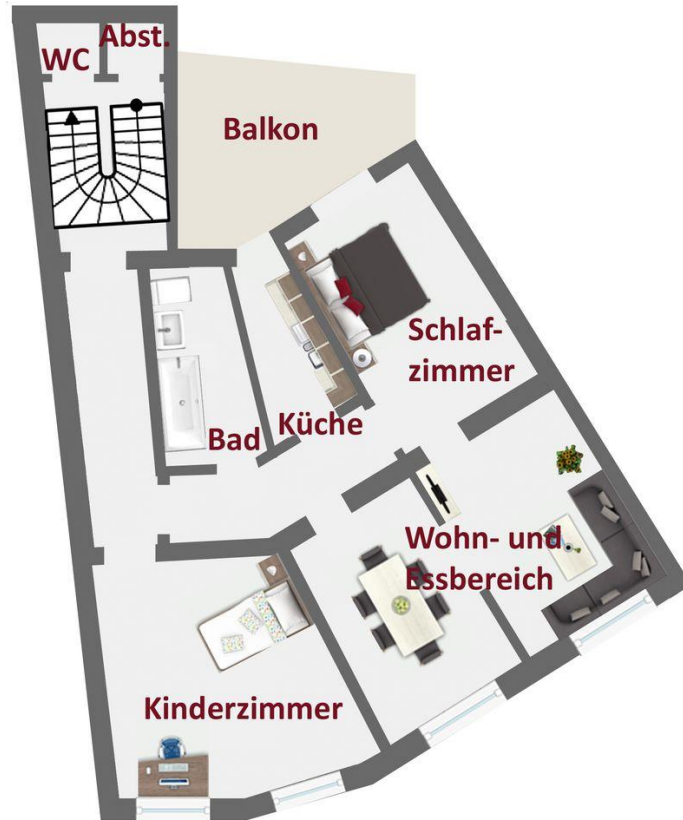 WC
Abst.
Balkon
Schlaf-
zimmer
Küche
Bad
Wohn- und
Essbereich
Kinderzimmer